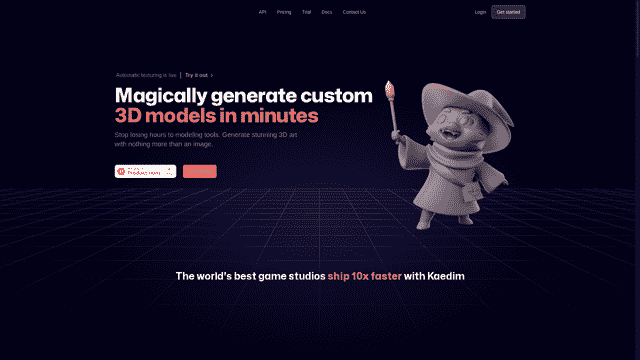 API Pricing Trial Docs Contact Us Login Get started
Automatic texturing is live | Try it out ›
Magically generate custom
3D models in minutes
Stop losing hours to modeling tools. Generate stunning 3D art
with nothing more than an image.
The world's best game studios ship 10x faster with Kaedim